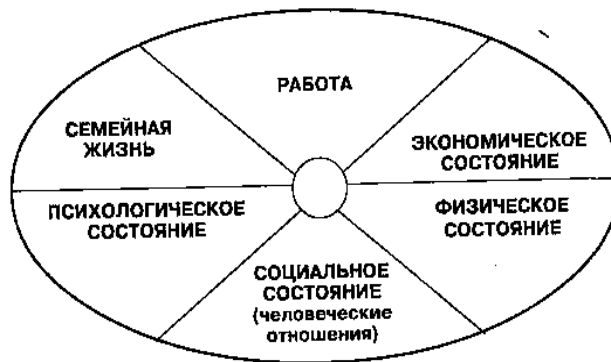 РАБОТА
СЕМЕЙНАЯ
ЖИЗНЬ
ЭКОНОМИЧЕСКОЕ
СОСТОЯНИЕ
ПСИХОЛОГИЧЕСКОЕ
СОСТОЯНИЕ
ФИЗИЧЕСКОЕ
СОСТОЯНИЕ
СОЦИАЛЬНОЕ
СОСТОЯНИЕ
(человеческие
отношения)